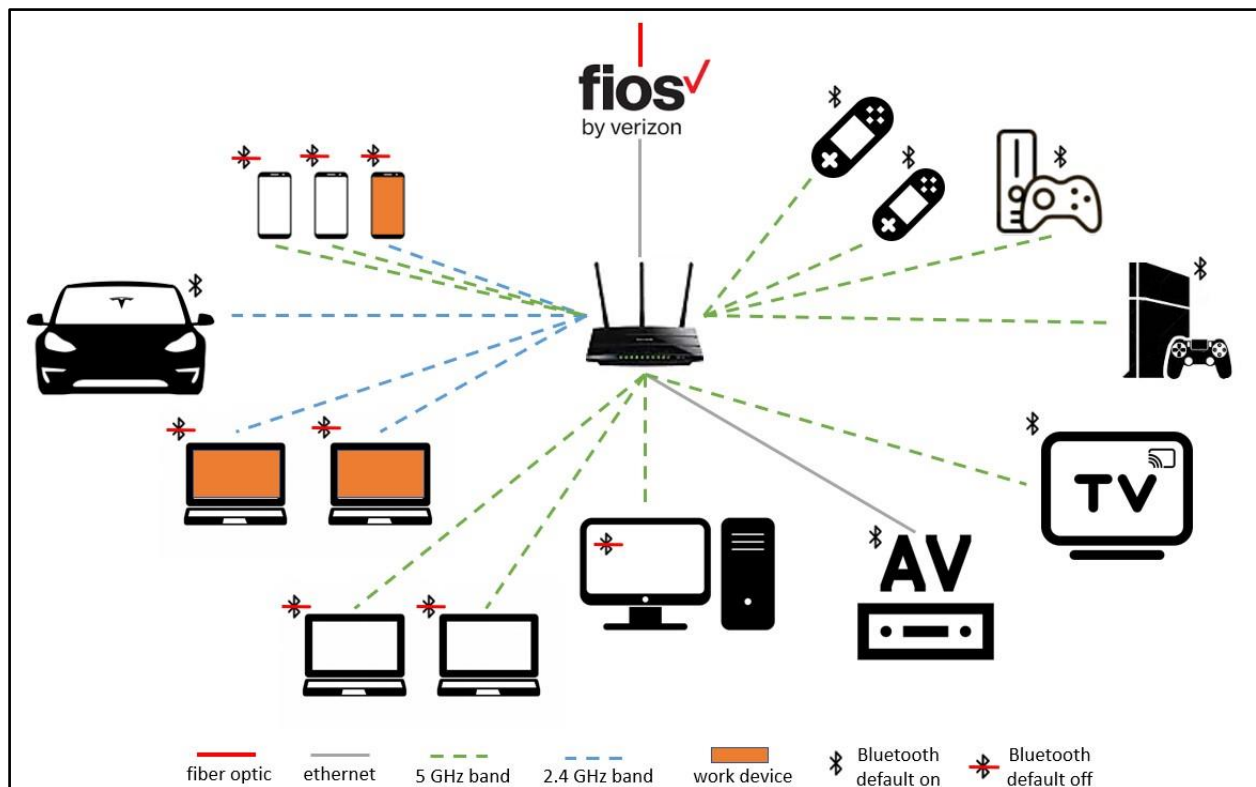 fios
by verizon
TV
AV
fiber optic
ethernet
5 GHz band
2.4 GHz band
work device
Bluetooth
default on
Bluetooth
default off